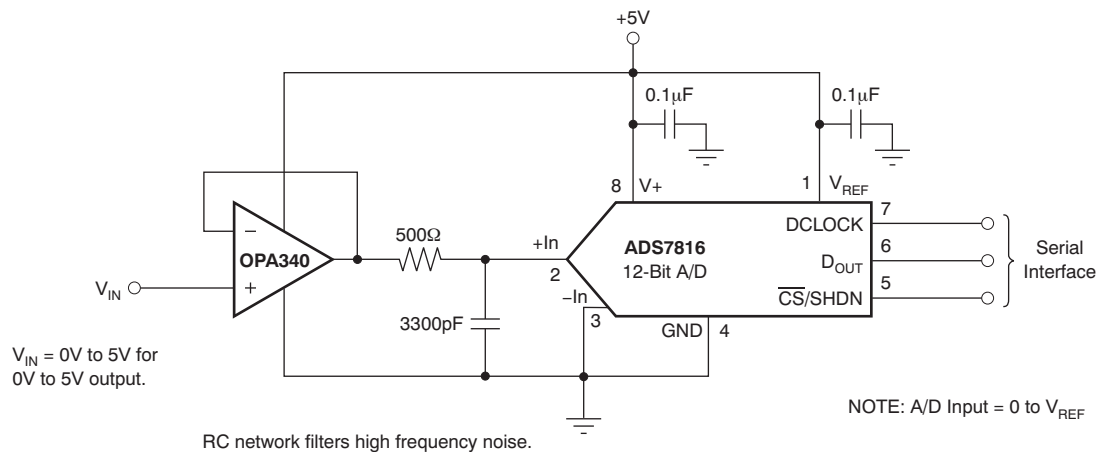 +5V
0.1µF
0.1µF
8
V+
1
V_REF
7
DCLOCK
500Ω
+In
ADS7816
6
Serial
OPA340
2
12-Bit A/D
D_OUT
Interface
−
5
V_IN
+
−In
C̅S̅/SHDN
3300pF
3
GND
4
V_IN = 0V to 5V for
0V to 5V output.
NOTE: A/D Input = 0 to V_REF
RC network filters high frequency noise.